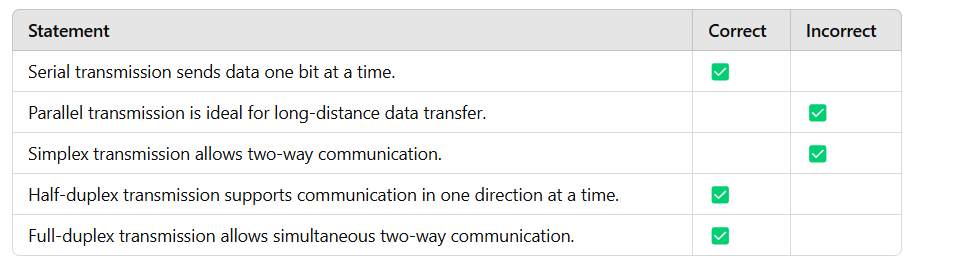 Statement Correct Incorrect
Serial transmission sends data one bit at a time. ✅
Parallel transmission is ideal for long-distance data transfer. ✅
Simplex transmission allows two-way communication. ✅
Half-duplex transmission supports communication in one direction at a time. ✅
Full-duplex transmission allows simultaneous two-way communication. ✅